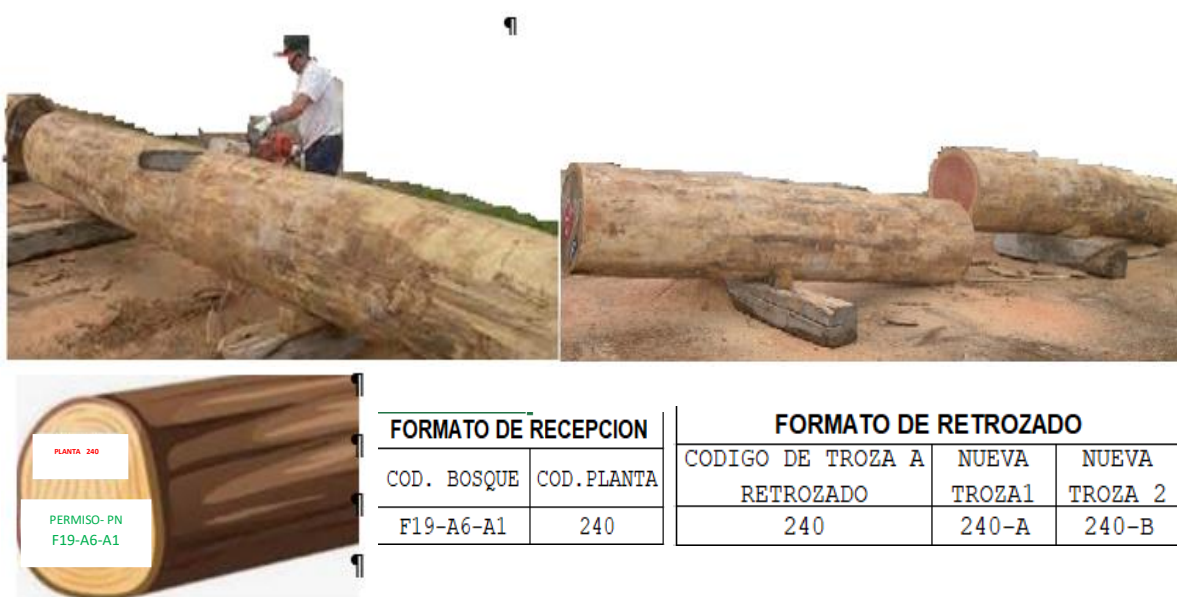 ¶
¶
PLANTA 240
PERMISO- PN
F19-A6-A1
¶
¶
¶
FORMATO DE RECEPCION
COD. BOSQUE COD.PLANTA
F19-A6-A1 240
FORMATO DE RETROZADO
CODIGO DE TROZA A RETROZADO NUEVA TROZA1 NUEVA TROZA 2
240 240-A 240-B